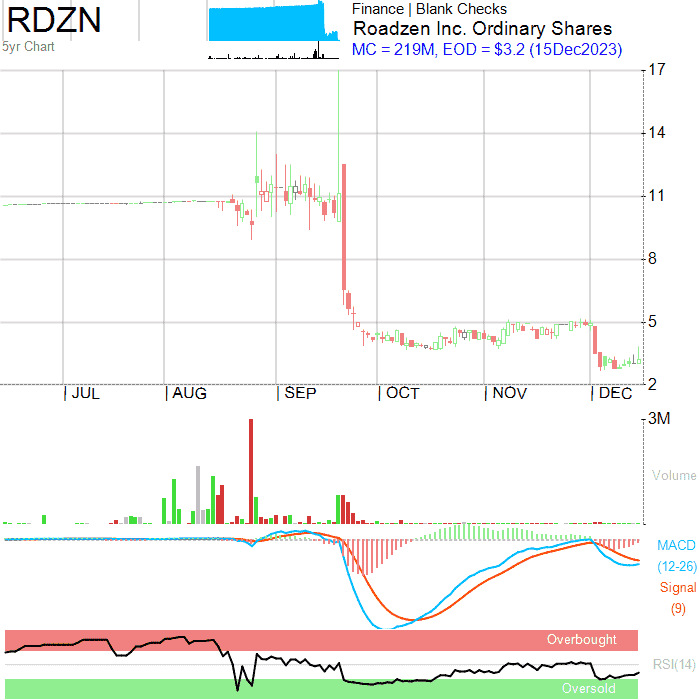 RDZN
5yr Chart
Finance | Blank Checks
Roadzen Inc. Ordinary Shares
MC = 219M, EOD = $3.2 (15Dec2023)
17
14
11
8
5
2
JUL AUG SEP OCT NOV DEC
3M
Volume
MACD
(12-26)
Signal
(9)
Overbought
RSI(14)
Oversold